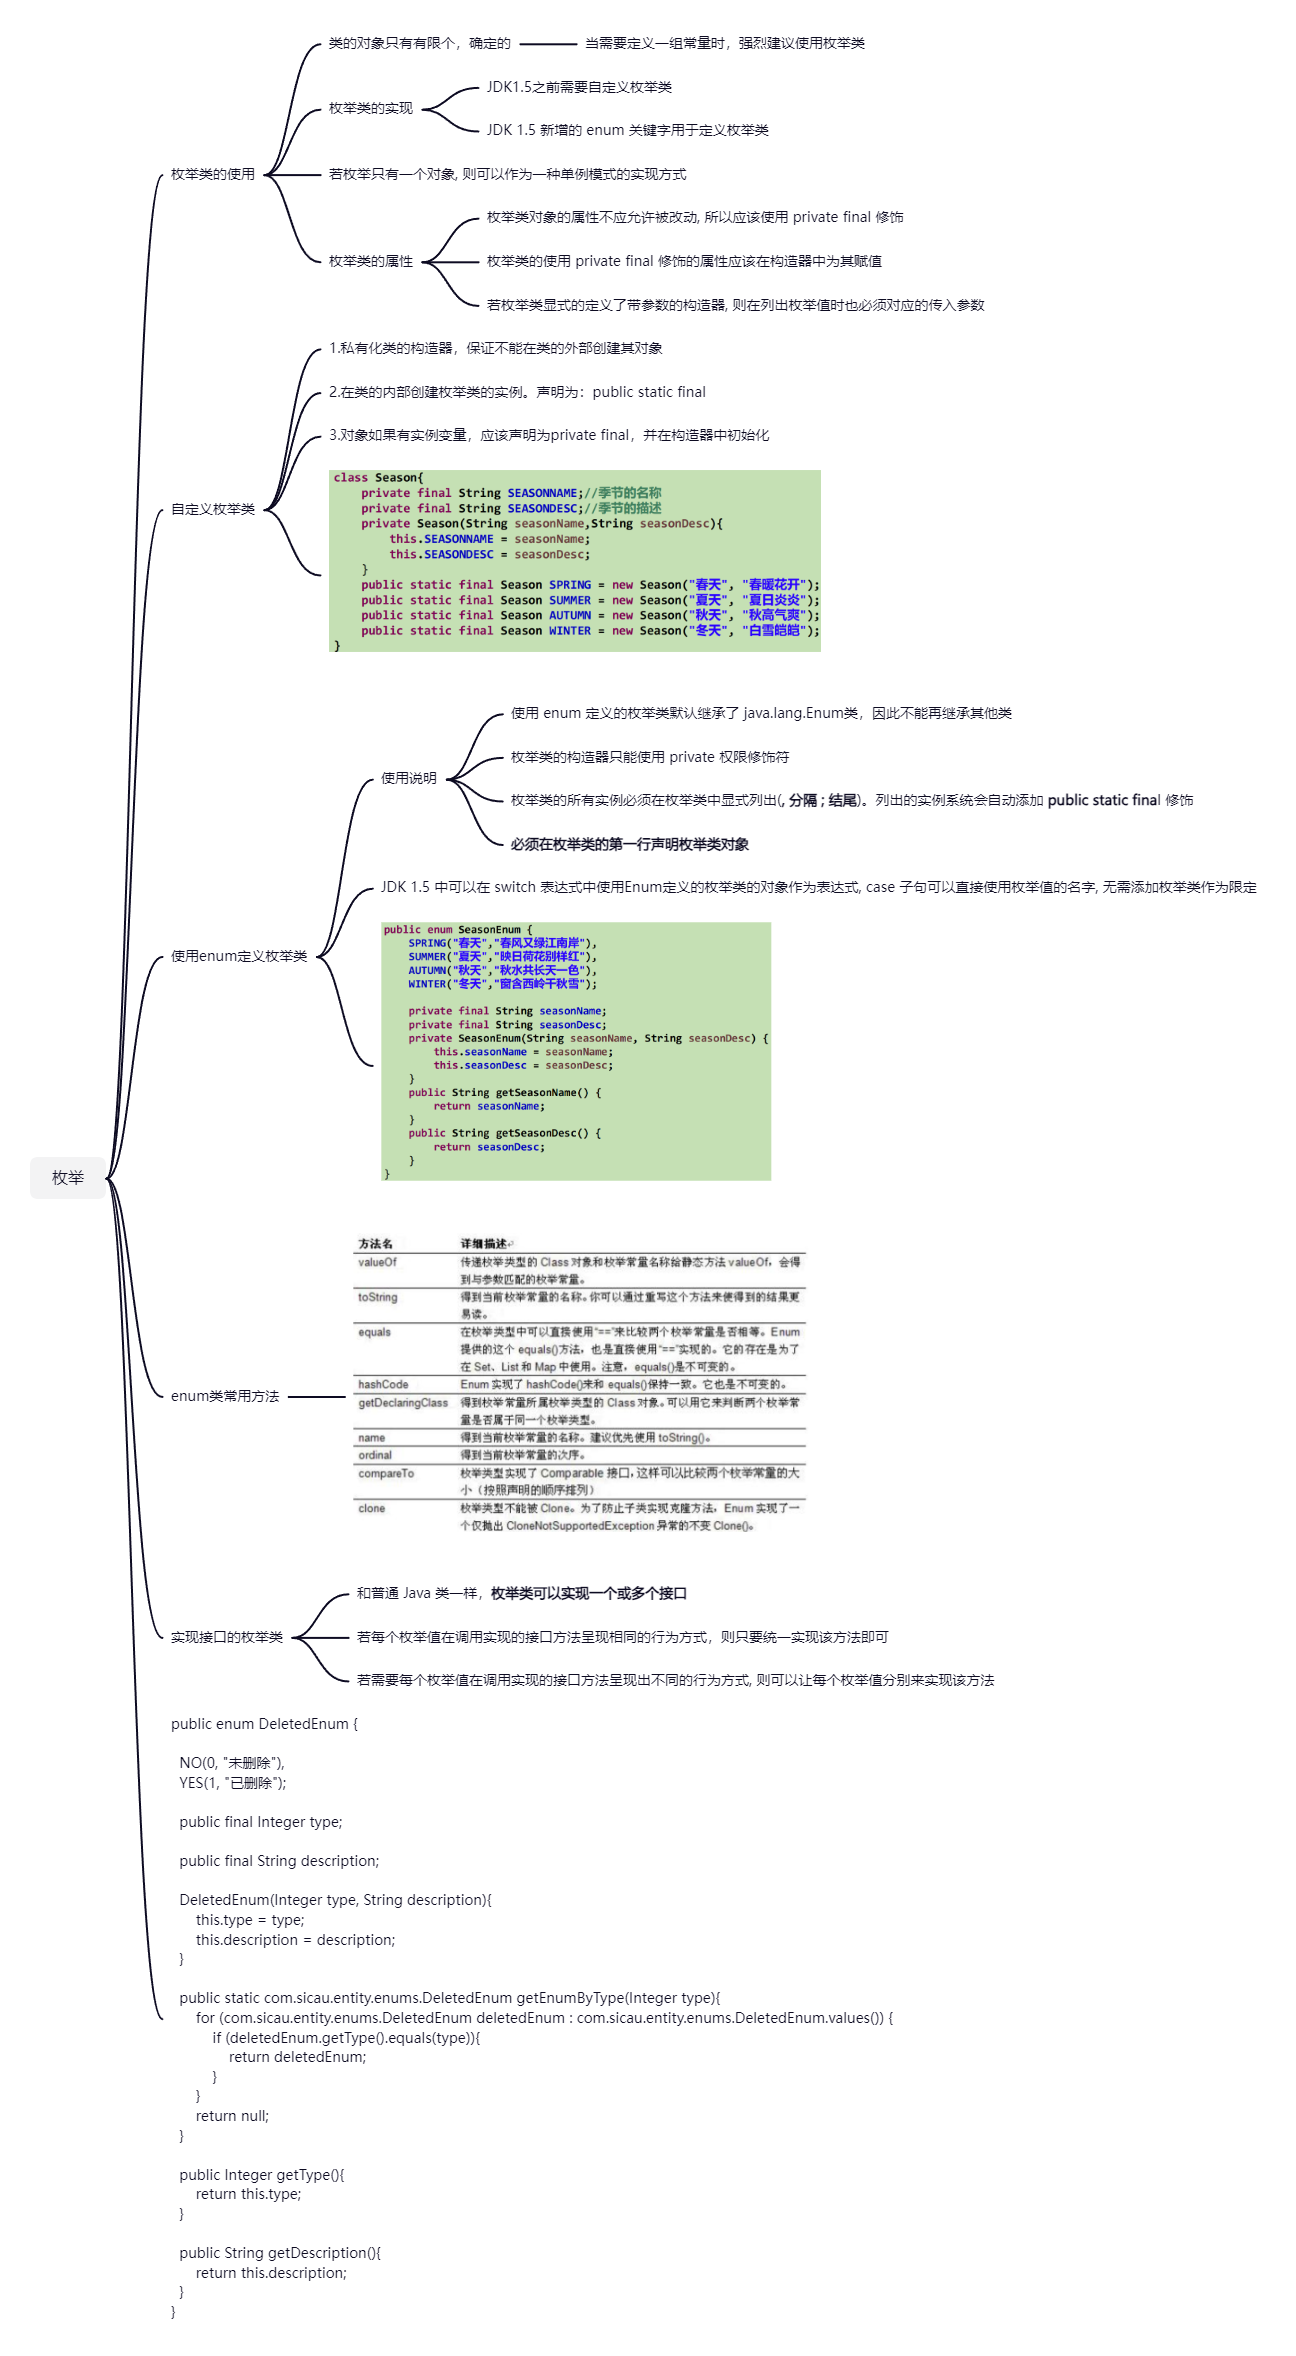 类的对象只有有限个，确定的
当需要定义一组常量时，强烈建议使用枚举类
枚举类的实现
JDK1.5之前需要自定义枚举类
JDK 1.5 新增的 enum 关键字用于定义枚举类
枚举类的使用
若枚举只有一个对象, 则可以作为一种单例模式的实现方式
枚举类的属性
枚举类对象的属性不应允许被改动, 所以应该使用 private final 修饰
枚举类的使用 private final 修饰的属性应该在构造器中为其赋值
若枚举类显式的定义了带参数的构造器, 则在列出枚举值时也必须对应的传入参数
自定义枚举类
1.私有化类的构造器，保证不能在类的外部创建其对象
2.在类的内部创建枚举类的实例。声明为：public static final
3.对象如果有实例变量，应该声明为private final，并在构造器中初始化
class Season{
    private final String SEASONNAME;//季节的名称
    private final String SEASONDESC;//季节的描述
    private Season(String seasonName,String seasonDesc){
        this.SEASONNAME = seasonName;
        this.SEASONDESC = seasonDesc;
    }
    public static final Season SPRING = new Season("春天", "春暖花开");
    public static final Season SUMMER = new Season("夏天", "夏日炎炎");
    public static final Season AUTUMN = new Season("秋天", "秋高气爽");
    public static final Season WINTER = new Season("冬天", "白雪皑皑");
}
使用enum定义枚举类
使用说明
使用 enum 定义的枚举类默认继承了 java.lang.Enum类，因此不能再继承其他类
枚举类的构造器只能使用 private 权限修饰符
枚举类的所有实例必须在枚举类中显式列出(, 分隔 ; 结尾)。列出的实例系统会自动添加 public static final 修饰
必须在枚举类的第一行声明枚举类对象
JDK 1.5 中可以在 switch 表达式中使用Enum定义的枚举类的对象作为表达式, case 子句可以直接使用枚举值的名字, 无需添加枚举类作为限定
public enum SeasonEnum {
    SPRING("春天","春风又绿江南岸"),
    SUMMER("夏天","映日荷花别样红"),
    AUTUMN("秋天","秋水共长天一色"),
    WINTER("冬天","窗含西岭千秋雪");
    private final String seasonName;
    private final String seasonDesc;
    private SeasonEnum(String seasonName, String seasonDesc) {
        this.seasonName = seasonName;
        this.seasonDesc = seasonDesc;
    }
    public String getSeasonName() {
        return seasonName;
    }
    public String getSeasonDesc() {
        return seasonDesc;
    }
}
枚举
enum类常用方法
方法名 详细描述
valueOf 传递枚举类型的 Class 对象和枚举常量名称给静态方法 valueOf，会得
到与参数匹配的枚举常量。
toString 得到当前枚举常量的名称。你可以通过重写这个方法来使得到的结果更
易读。
equals 在枚举类型中可以直接使用“==”来比较两个枚举常量是否相等。Enum
提供的这个 equals()方法，也是直接使用“==”实现的。它的存在是为了
在 Set、List 和 Map 中使用。注意，equals()是不可变的。
hashCode Enum 实现了 hashCode()来和 equals()保持一致。它也是不可变的。
getDeclaringClass 得到枚举常量所属枚举类型的 Class 对象。可以用它来判断两个枚举常
量是否属于同一个枚举类型。
name 得到当前枚举常量的名称。建议优先使用 toString()。
ordinal 得到当前枚举常量的次序。
compareTo 枚举类型实现了 Comparable 接口，这样可以比较两个枚举常量的大
小（按照声明的顺序排列）
clone 枚举类型不能被 Clone。为了防止子类实现克隆方法，Enum 实现了一
个仅抛出 CloneNotSupportedException 异常的不变 Clone()。
实现接口的枚举类
和普通 Java 类一样，枚举类可以实现一个或多个接口
若每个枚举值在调用实现的接口方法呈现相同的行为方式，则只要统一实现该方法即可
若需要每个枚举值在调用实现的接口方法呈现出不同的行为方式, 则可以让每个枚举值分别来实现该方法
public enum DeletedEnum {
  NO(0, "未删除"),
  YES(1, "已删除");
  public final Integer type;
  public final String description;
  DeletedEnum(Integer type, String description){
      this.type = type;
      this.description = description;
  }
  public static com.sicau.entity.enums.DeletedEnum getEnumByType(Integer type){
      for (com.sicau.entity.enums.DeletedEnum deletedEnum : com.sicau.entity.enums.DeletedEnum.values()) {
          if (deletedEnum.getType().equals(type)){
              return deletedEnum;
          }
      }
      return null;
  }
  public Integer getType(){
      return this.type;
  }
  public String getDescription(){
      return this.description;
  }
}